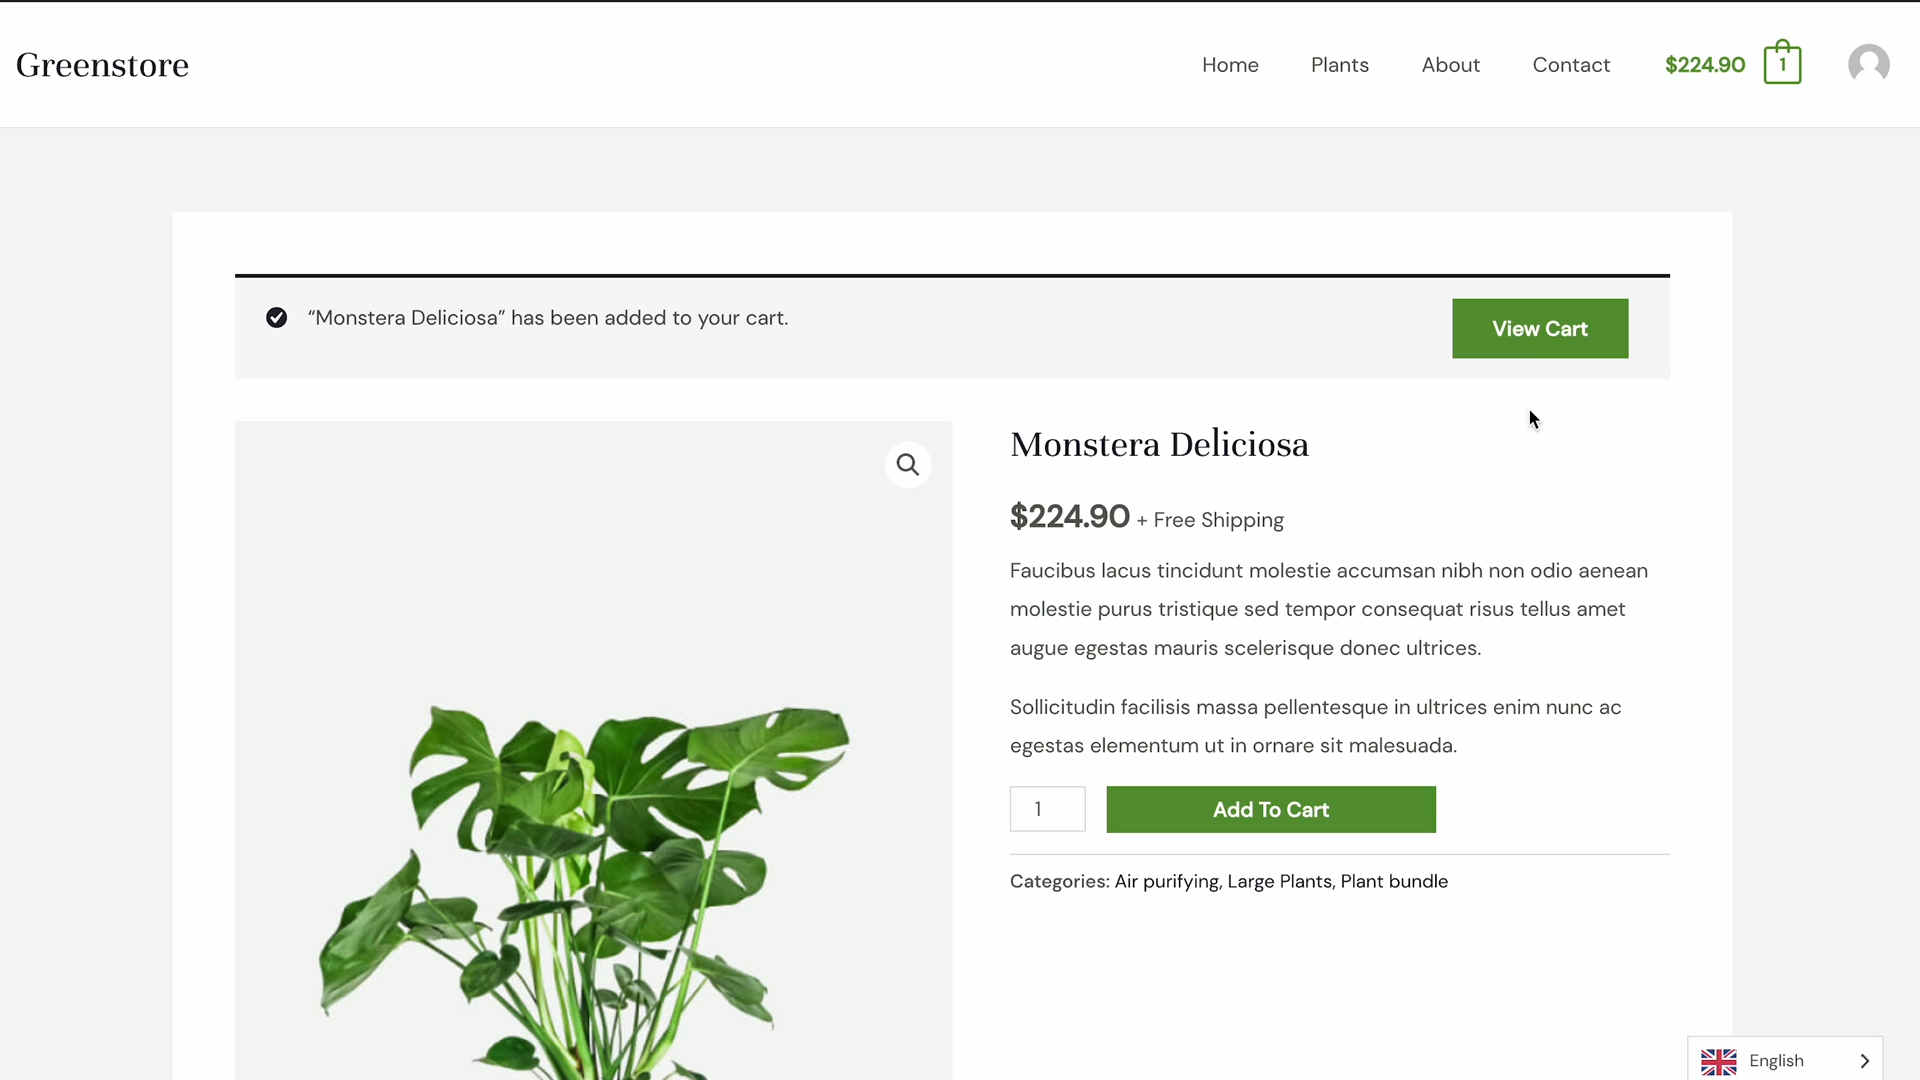 Greenstore
Home
Plants
About
Contact
$224.90
1
“Monstera Deliciosa” has been added to your cart.
View Cart
Monstera Deliciosa
$224.90 + Free Shipping
Faucibus lacus tincidunt molestie accumsan nibh non odio aenean
molestie purus tristique sed tempor consequat risus tellus amet
augue egestas mauris scelerisque donec ultrices.
Sollicitudin facilisis massa pellentesque in ultrices enim nunc ac
egestas elementum ut in ornare sit malesuada.
1
Add To Cart
Categories: Air purifying, Large Plants, Plant bundle
English